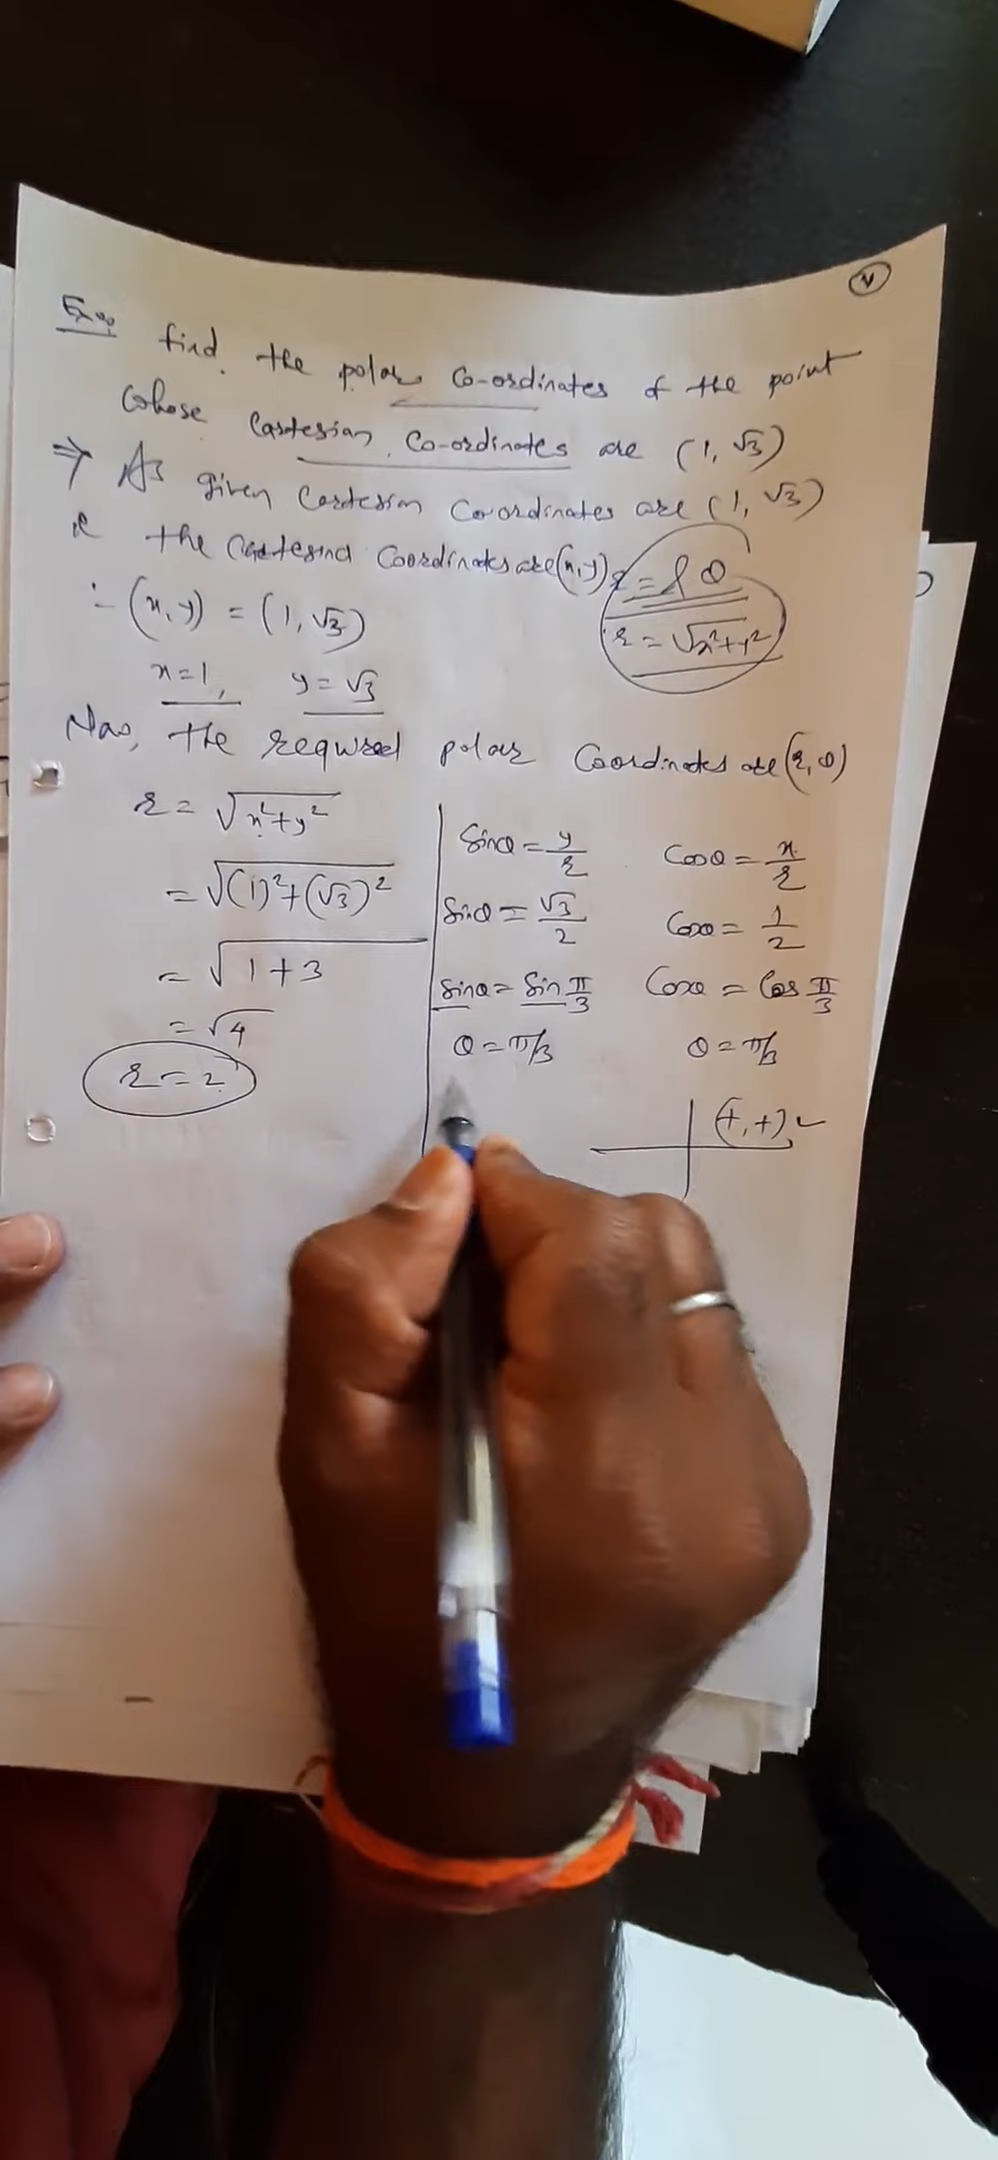 Ex
find the polar Co-ordinates of the point
whose Cartesian Co-ordinates are (1, √3)
⇒ As given Cartesian Co-ordinates are (1, √3)
the Cartesina Coordinates are (x, y)
r = & θ
r = √x²+y²
∴ (x, y) = (1, √3)
x = 1, y = √3
Now, the required polar Coordinates are (r, θ)
r = √x²+y²
= √(1)²+(√3)²
= √1+3
= √4
r = 2
Sinθ = y/r
Sinθ = √3/2
Sinθ = Sin π/3
θ = π/3
Cosθ = x/r
Cosθ = 1/2
Cosθ = Cos π/3
θ = π/3
(+, +)